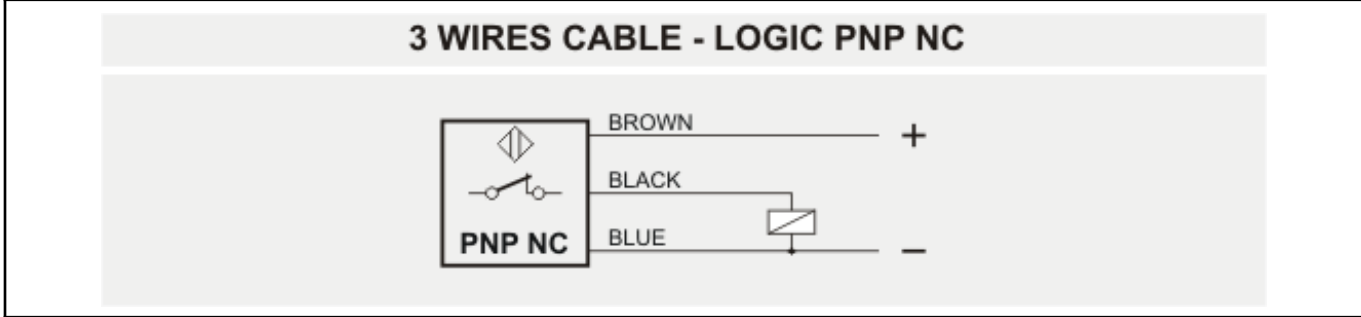 3 WIRES CABLE - LOGIC PNP NC
BROWN
+
BLACK
PNP NC
BLUE
−